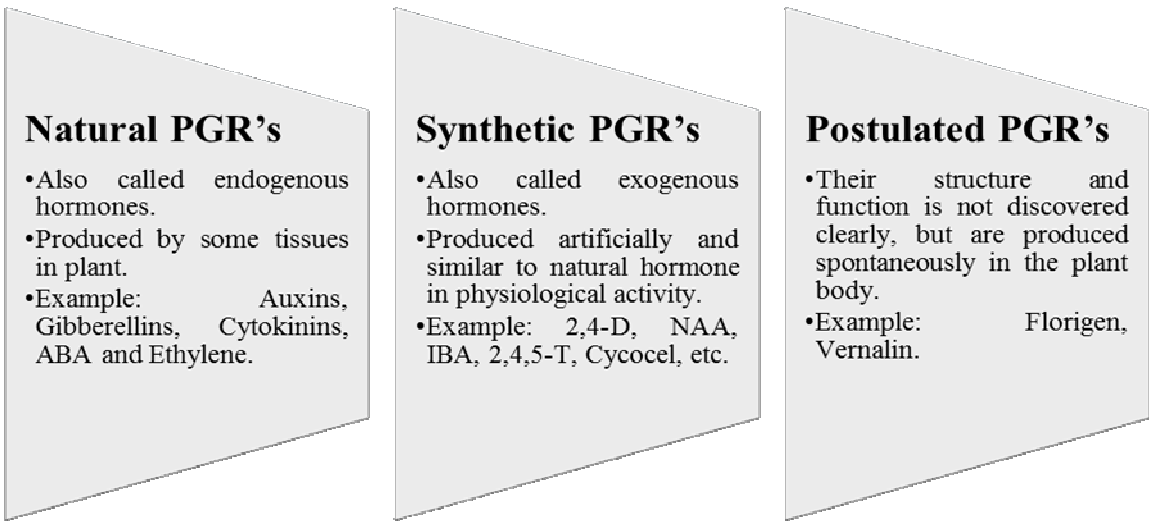 Natural PGR's
•Also called endogenous
hormones.
•Produced by some tissues
in plant.
•Example: Auxins,
Gibberellins, Cytokinins,
ABA and Ethylene.
Synthetic PGR's
•Also called exogenous
hormones.
•Produced artificially and
similar to natural hormone
in physiological activity.
•Example: 2,4-D, NAA,
IBA, 2,4,5-T, Cycocel, etc.
Postulated PGR's
•Their structure and
function is not discovered
clearly, but are produced
spontaneously in the plant
body.
•Example: Florigen,
Vernalin.